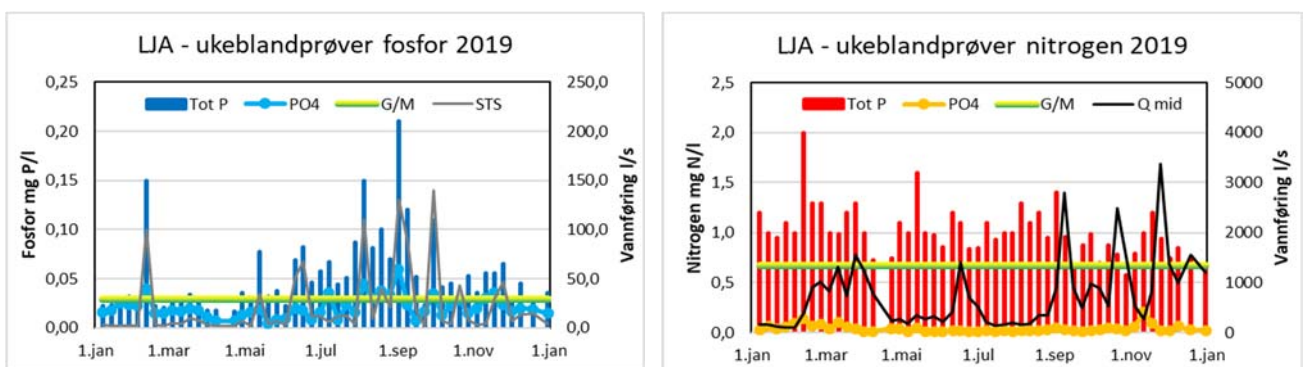 LJA - ukeblandprøver fosfor 2019
0,25
0,20
0,15
0,10
0,05
0,00
Fosfor mg P/l
Tot P PO4 G/M STS
250,0
200,0
150,0
100,0
50,0
0,0
Vannføring l/s
1.jan 1.mar 1.mai 1.jul 1.sep 1.nov 1.jan
LJA - ukeblandprøver nitrogen 2019
2,5
2,0
1,5
1,0
0,5
0,0
Nitrogen mg N/l
Tot P PO4 G/M Q mid
5000
4000
3000
2000
1000
0
Vannføring l/s
1.jan 1.mar 1.mai 1.jul 1.sep 1.nov 1.jan